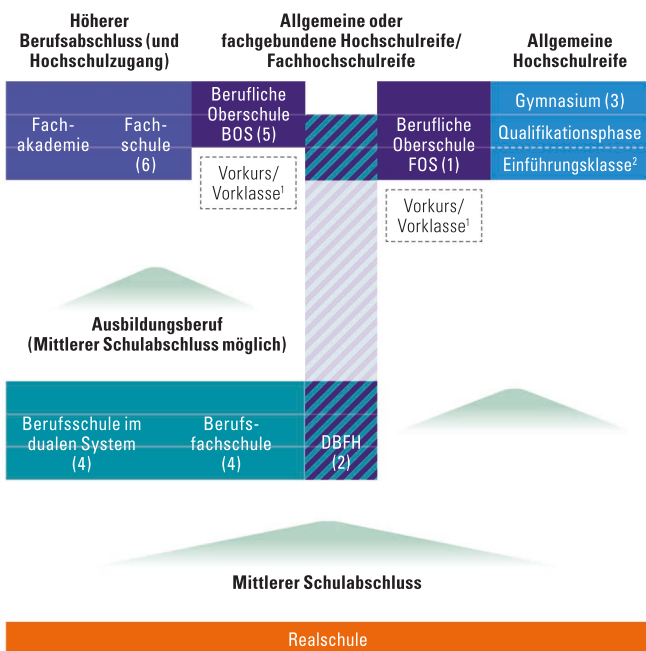 Höherer
Berufsabschluss (und
Hochschulzugang)
Allgemeine oder
fachgebundene Hochschulreife/
Fachhochschulreife
Allgemeine
Hochschulreife
Fach-
akademie
Fach-
schule
(6)
Berufliche
Oberschule
BOS (5)
Vorkurs/
Vorklasse¹
Berufliche
Oberschule
FOS (1)
Vorkurs/
Vorklasse¹
Gymnasium (3)
Qualifikationsphase
Einführungsklasse²
Ausbildungsberuf
(Mittlerer Schulabschluss möglich)
Berufsschule im
dualen System
(4)
Berufs-
fachschule
(4)
DBFH
(2)
Mittlerer Schulabschluss
Realschule